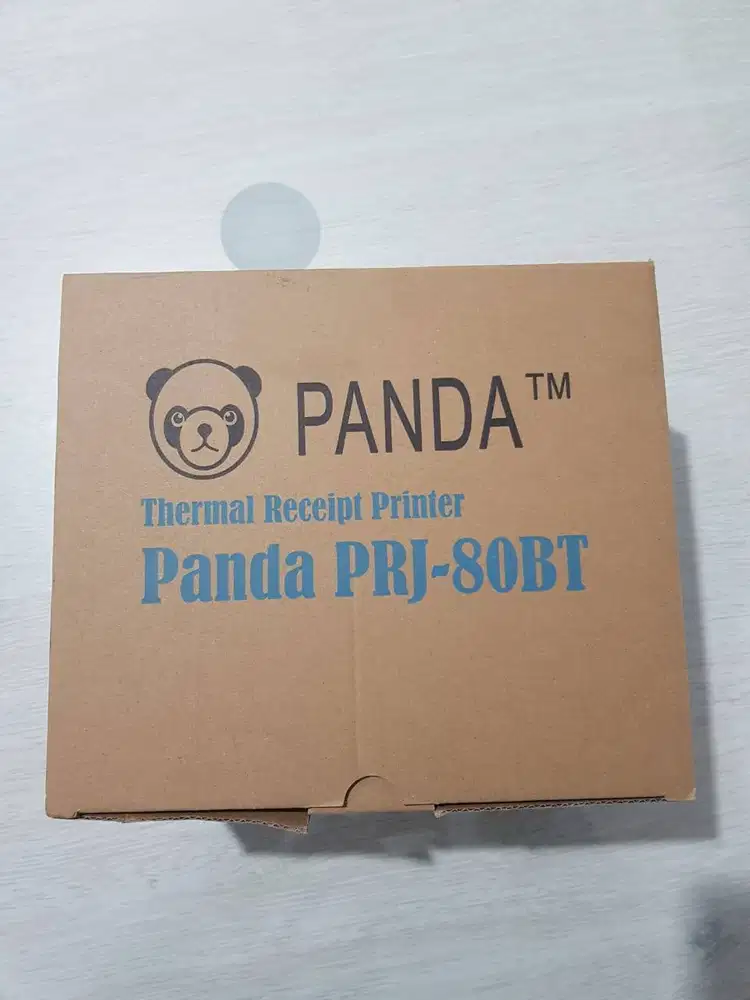 PANDA™
Thermal Receipt Printer
Panda PRJ-80BT